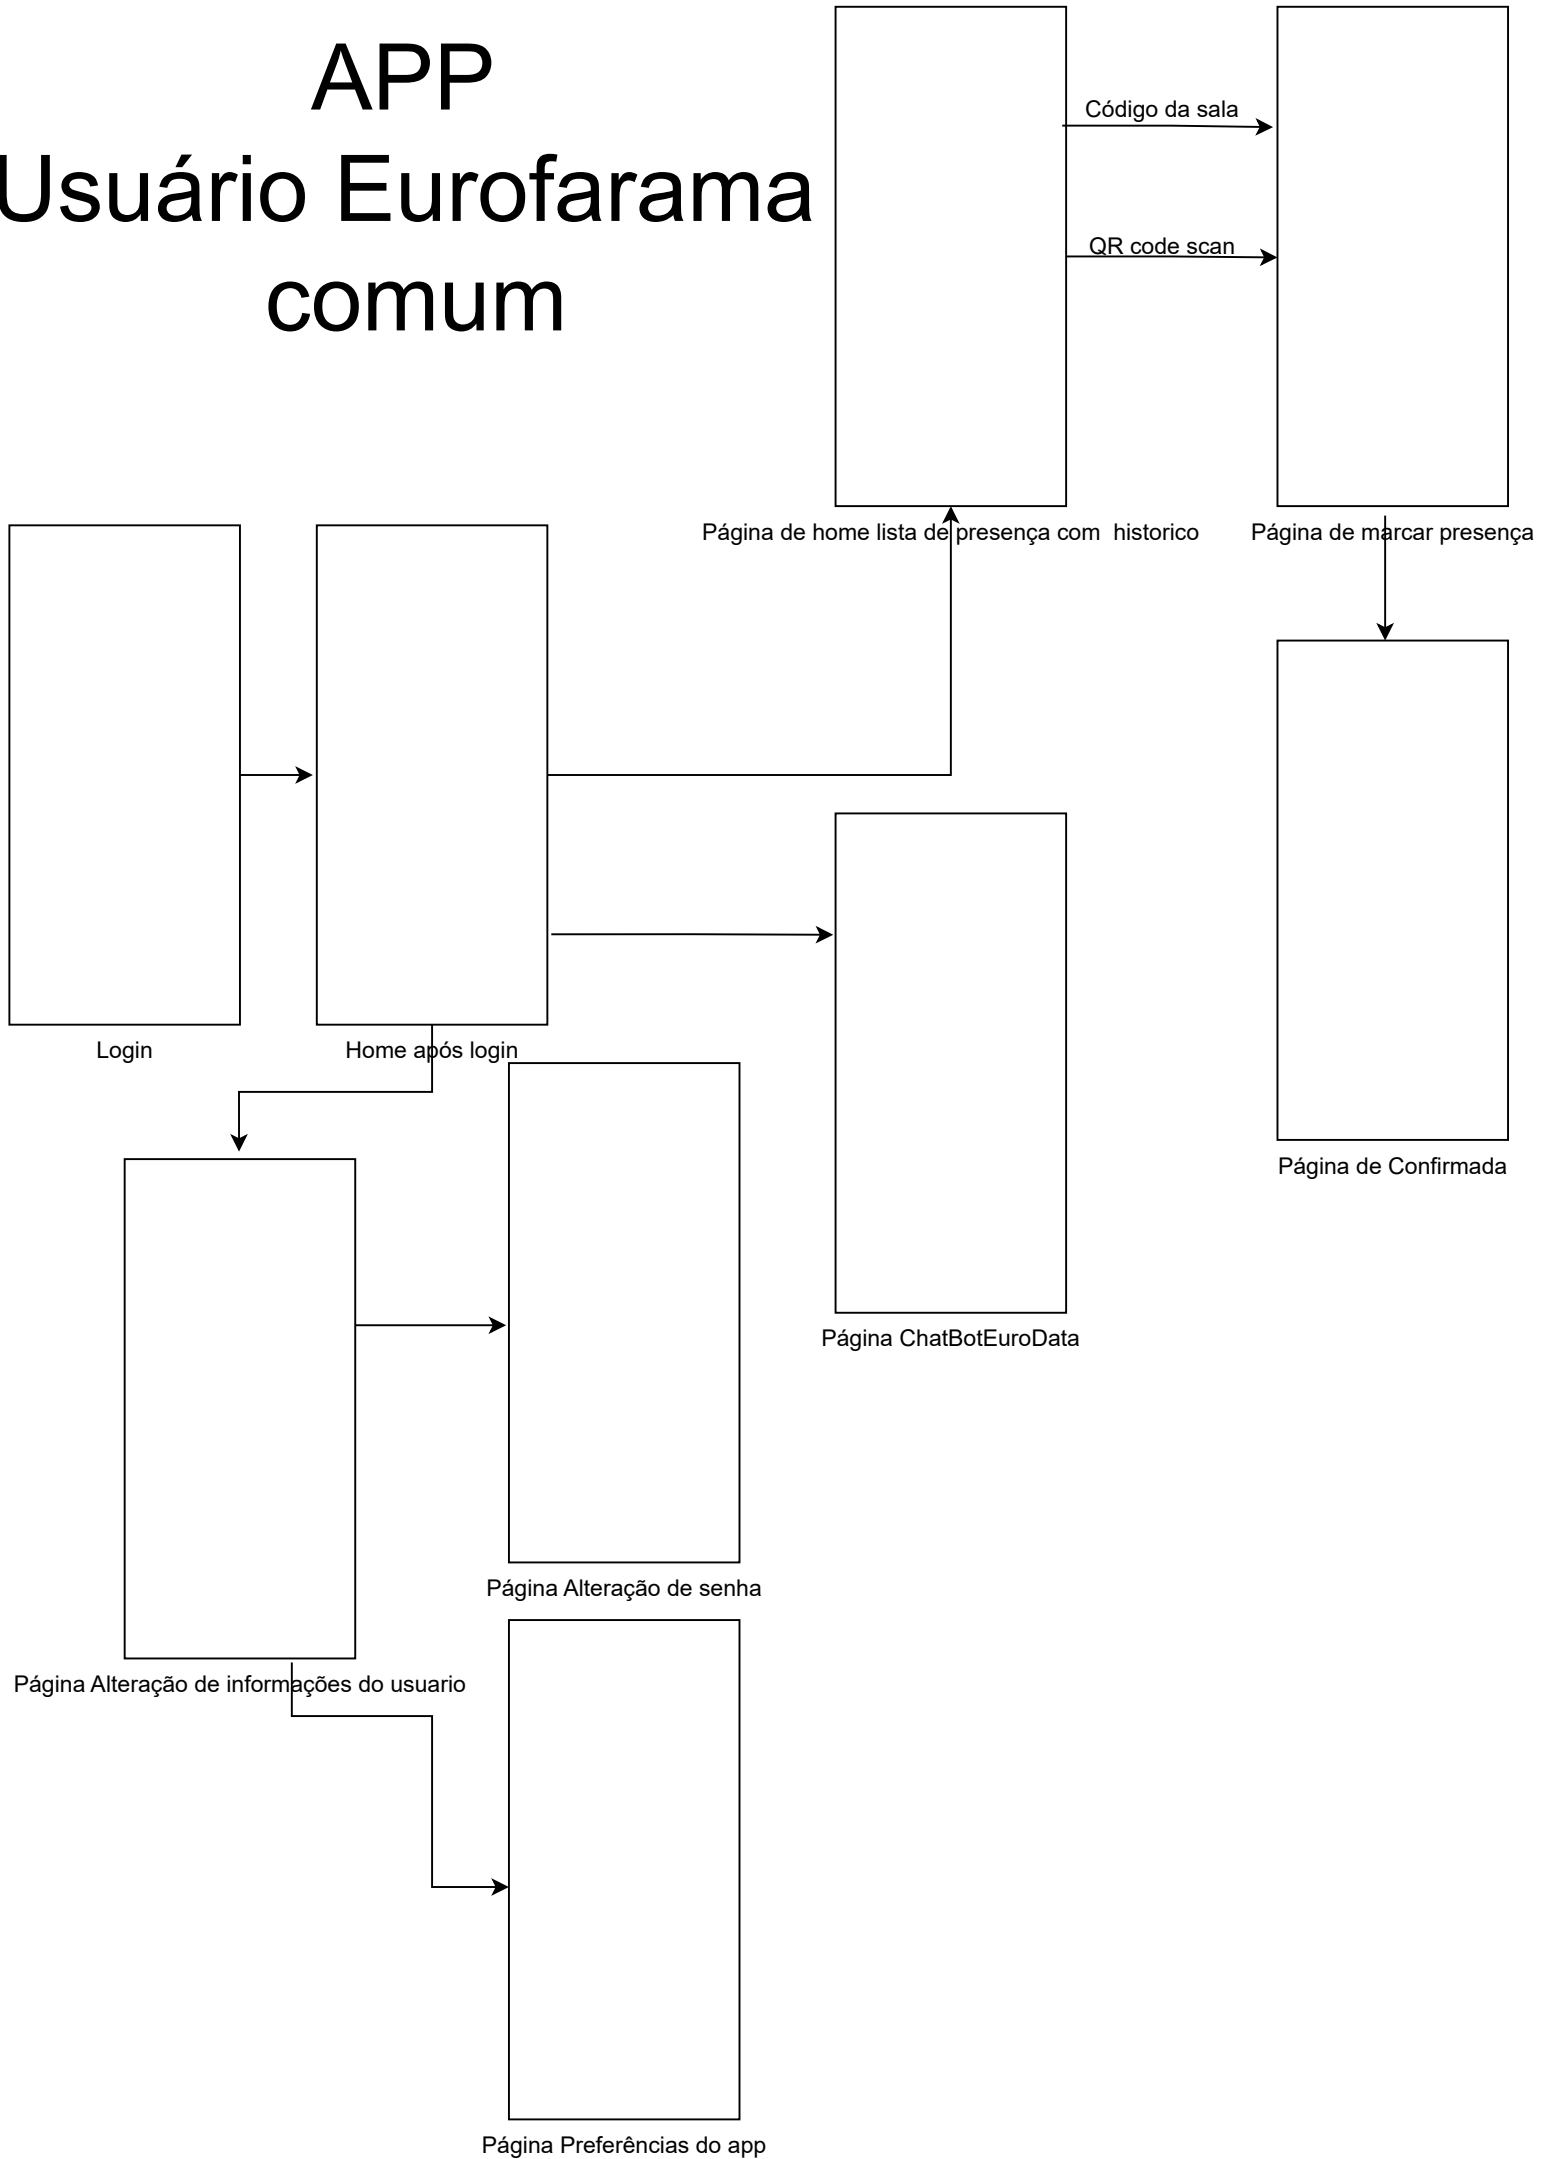 APP
Usuário Eurofarama
comum
Código da sala
QR code scan
Página de home lista de presença com  historico
Página de marcar presença
Login
Home após login
Página de Confirmada
Página ChatBotEuroData
Página Alteração de senha
Página Alteração de informações do usuario
Página Preferências do app